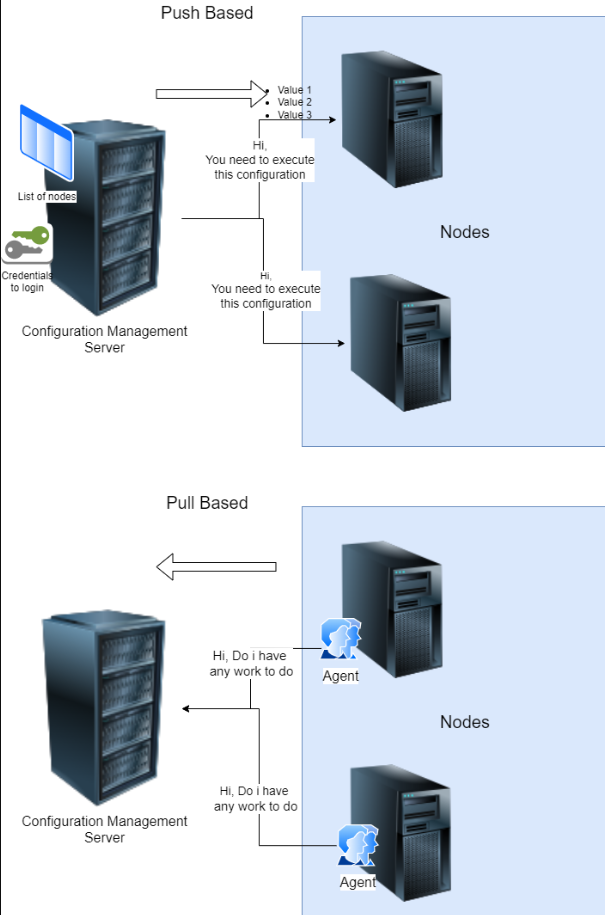 Push Based
Value 1
Value 2
Value 3
Hi,
You need to execute
this configuration
List of nodes
Credentials
to login
Nodes
Hi,
You need to execute
this configuration
Configuration Management
Server
Pull Based
Hi, Do i have
any work to do
Agent
Nodes
Hi, Do i have
any work to do
Configuration Management
Server
Agent